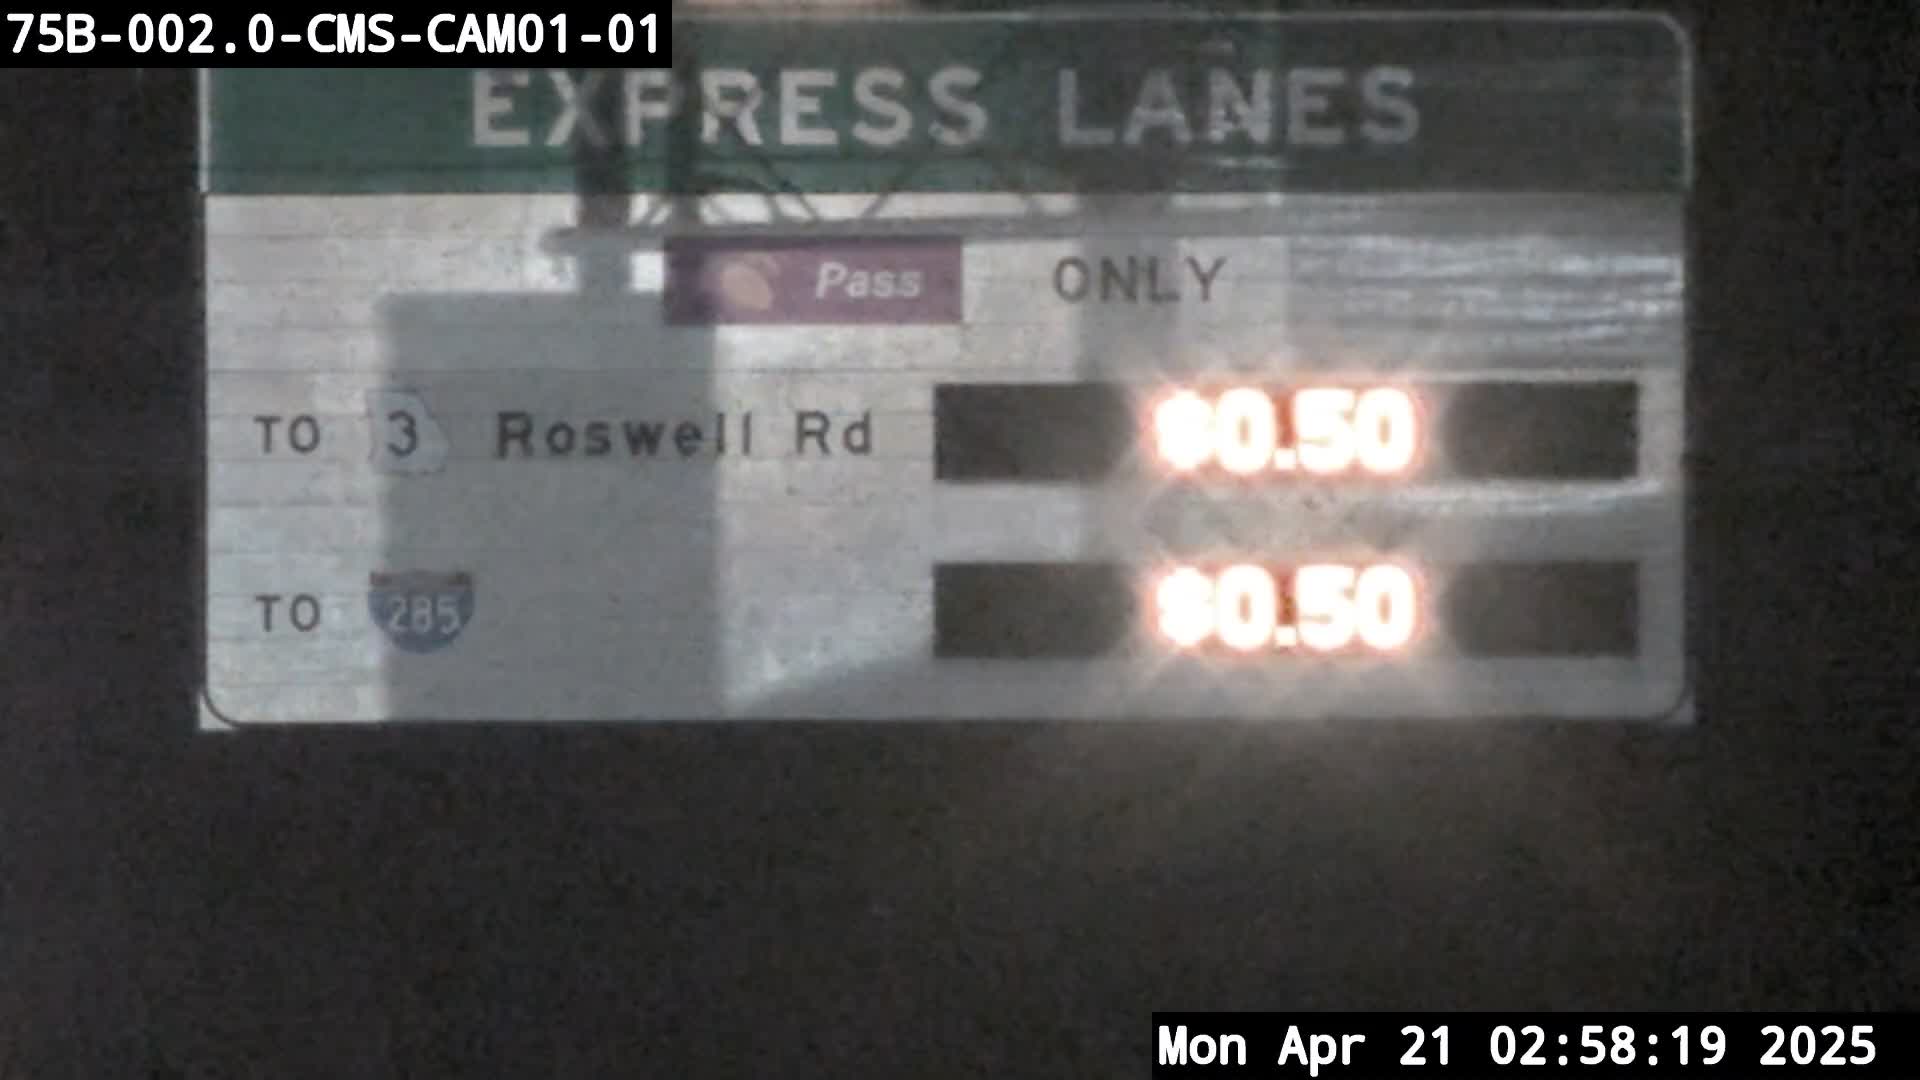 75B-002.0-CMS-CAM01-01
EXPRESS LANES
Pass ONLY
TO 3 Roswell Rd $0.50
TO 285 $0.50
Mon Apr 21 02:58:19 2025